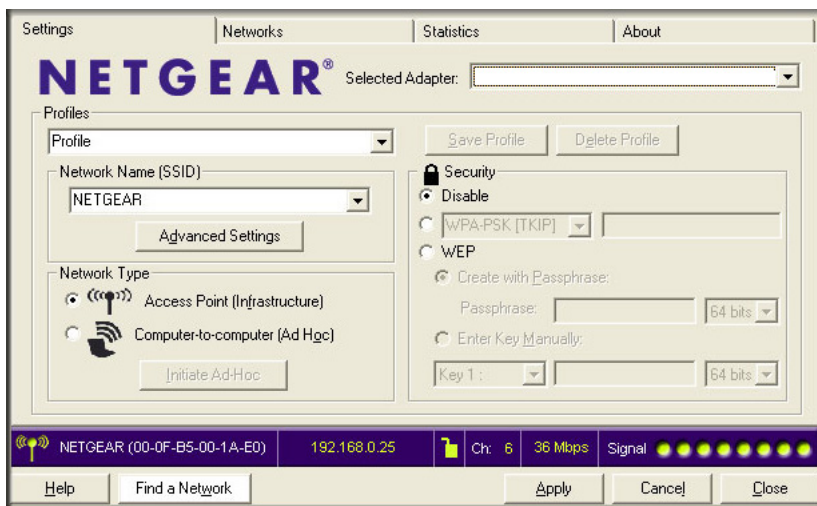 Settings Networks Statistics About
NETGEAR® Selected Adapter:
Profiles
Profile Save Profile Delete Profile
Network Name (SSID)
NETGEAR
Advanced Settings
Network Type
Access Point (Infrastructure)
Computer-to-computer (Ad Hoc)
Initiate Ad-Hoc
Security
Disable
WPA-PSK [TKIP]
WEP
Create with Passphrase:
Passphrase: 64 bits
Enter Key Manually:
Key 1 : 64 bits
NETGEAR (00-0F-B5-00-1A-E0) 192.168.0.25 Ch: 6 36 Mbps Signal
Help Find a Network Apply Cancel Close